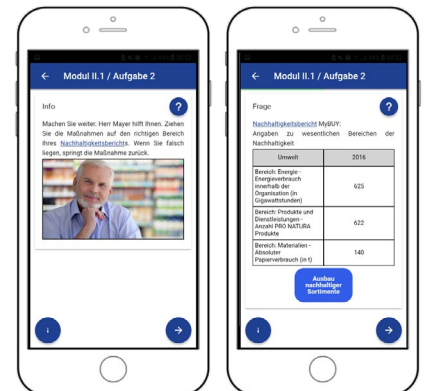 Modul II.1 / Aufgabe 2
Info
?
Machen Sie weiter. Herr Mayer hilft Ihnen. Ziehen
Sie die Maßnahmen auf den richtigen Bereich
Ihres Nachhaltigkeitsberichts. Wenn Sie falsch
liegen, springt die Maßnahme zurück.
i
Modul II.1 / Aufgabe 2
Frage
?
Nachhaltigkeitsbericht MyBUY:
Angaben zu wesentlichen Bereichen der
Nachhaltigkeit
Umwelt 2016
Bereich: Energie -
Energieverbrauch
innerhalb der
Organisation (in
Gigawattstunden)
625
Bereich: Produkte und
Dienstleistungen -
Anzahl PRO NATURA
Produkte
622
Bereich: Materialien -
Absoluter
Papierverbrauch (in t)
140
Ausbau
nachhaltiger
Sortimente
i